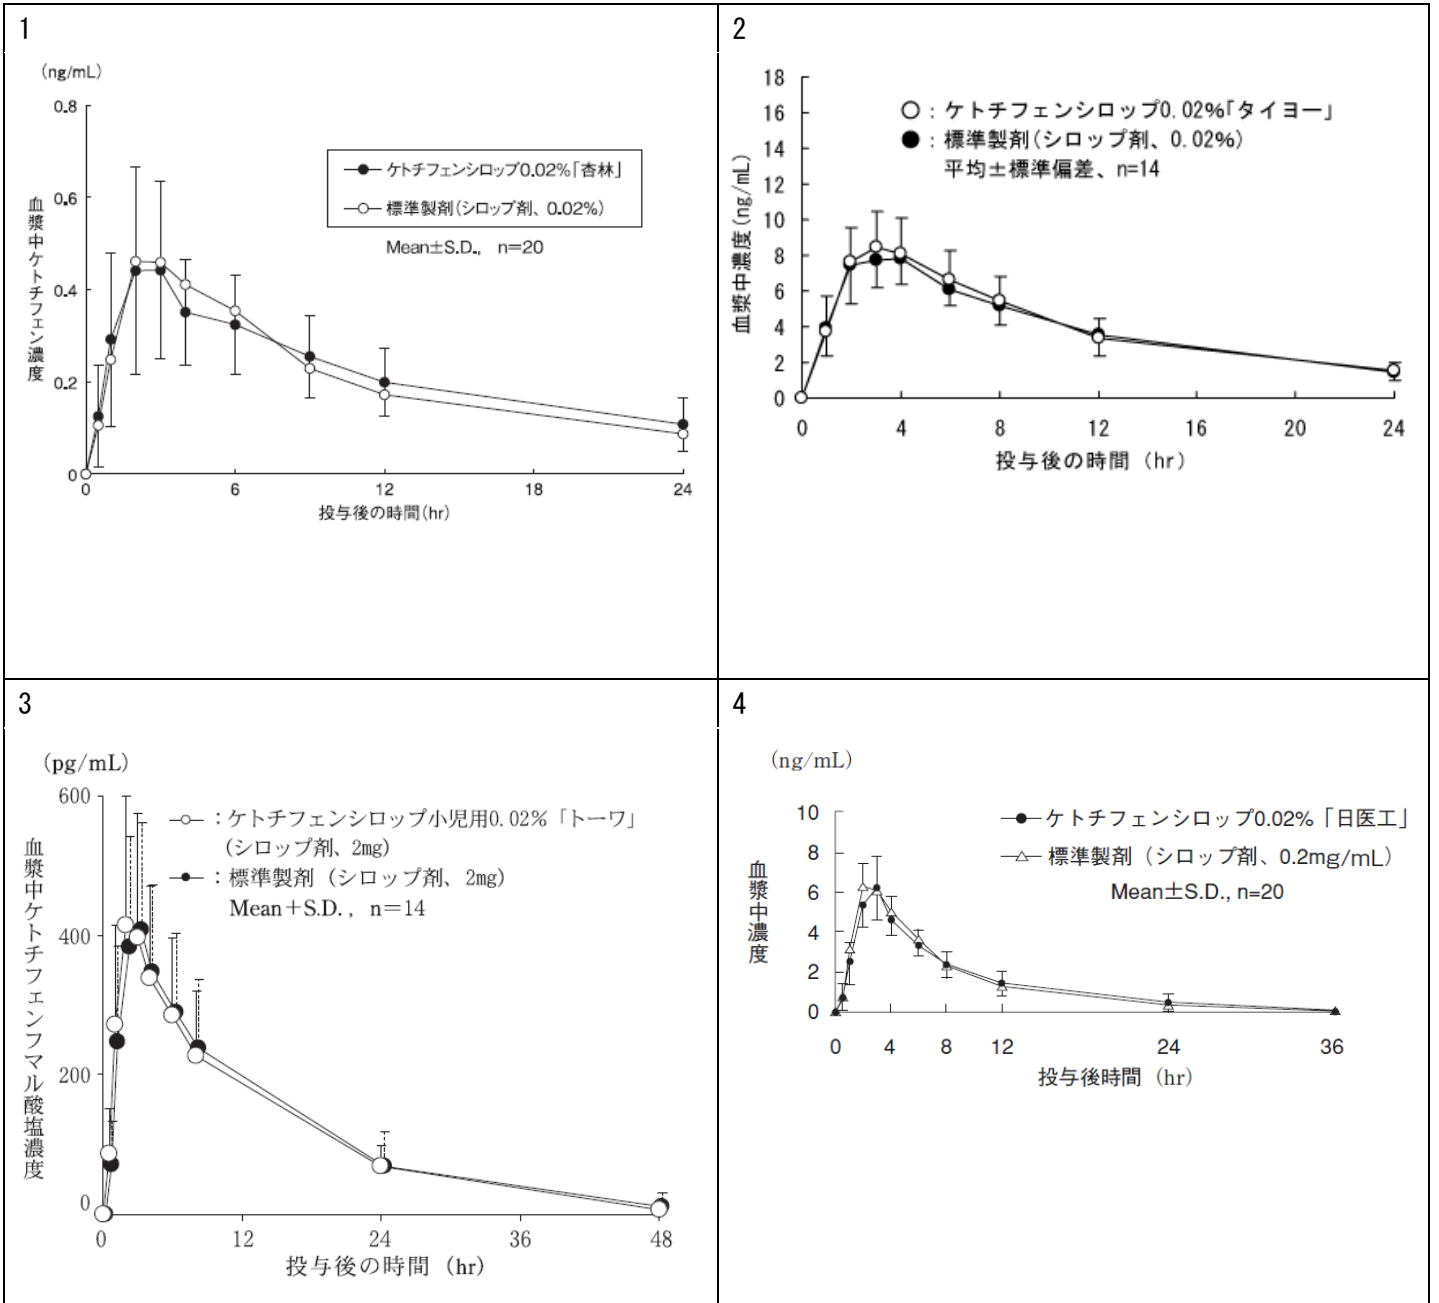 1
(ng/mL)
0.8
0.6
0.4
0.2
0
血漿中ケトチフェン濃度
ケトチフェンシロップ0.02%「杏林」
標準製剤(シロップ剤、0.02%)
Mean±S.D., n=20
0 6 12 18 24
投与後の時間(hr)
2
18
16
14
12
10
8
6
4
2
0
血漿中濃度(ng/mL)
○:ケトチフェンシロップ0.02%「タイヨー」
●:標準製剤(シロップ剤、0.02%)
平均±標準偏差、n=14
0 4 8 12 16 20 24
投与後の時間 (hr)
3
(pg/mL)
600
400
200
0
血漿中ケトチフェンフマル酸塩濃度
:ケトチフェンシロップ小児用0.02%「トーワ」
(シロップ剤、2mg)
:標準製剤(シロップ剤、2mg)
Mean+S.D., n=14
0 12 24 36 48
投与後の時間 (hr)
4
(ng/mL)
10
8
6
4
2
0
血漿中濃度
ケトチフェンシロップ0.02%「日医工」
標準製剤(シロップ剤、0.2mg/mL)
Mean±S.D., n=20
0 4 8 12 24 36
投与後時間 (hr)